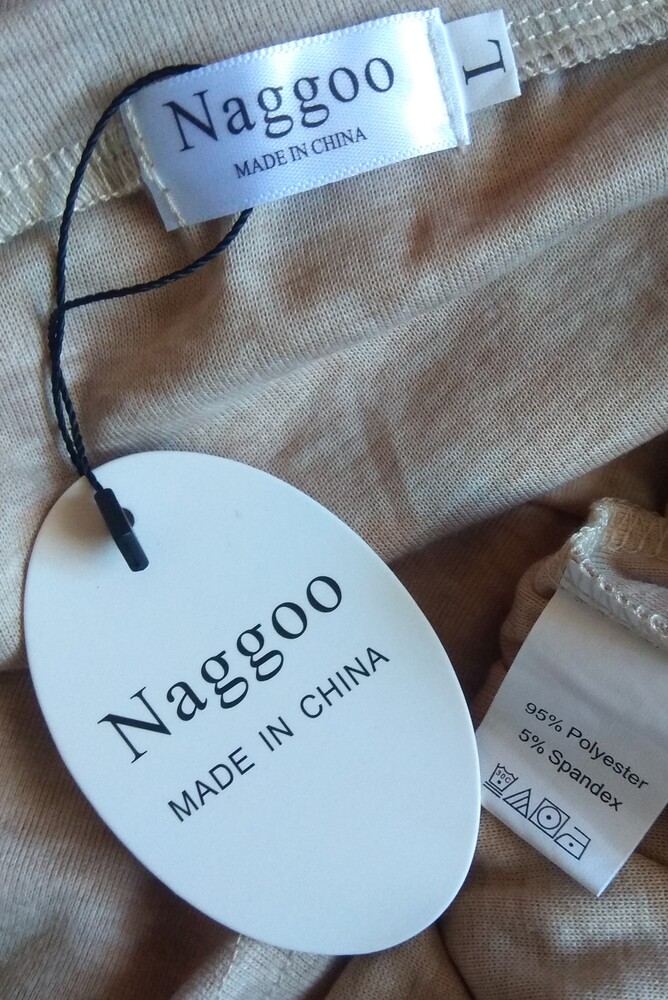 Naggoo
MADE IN CHINA
L
Naggoo
MADE IN CHINA
95% Polyester
5% Spandex